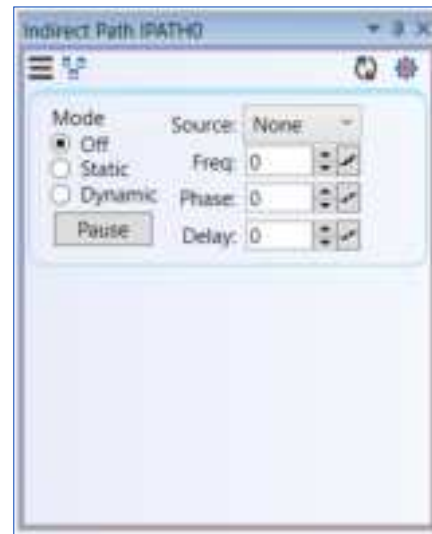 Indirect Path IPATH0
Mode
Source: None
Off
Static
Freq: 0
Dynamic
Phase: 0
Pause
Delay: 0